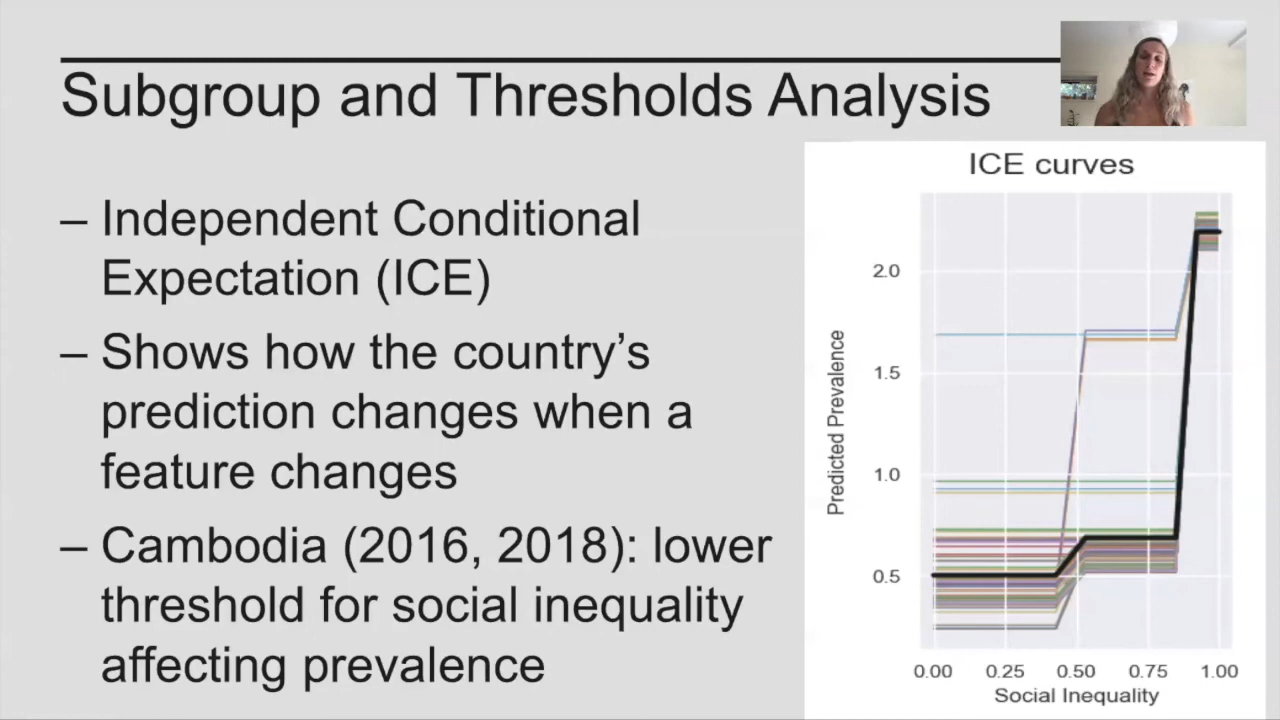 Subgroup and Thresholds Analysis
– Independent Conditional
Expectation (ICE)
– Shows how the country’s
prediction changes when a
feature changes
– Cambodia (2016, 2018): lower
threshold for social inequality
affecting prevalence
ICE curves
Predicted Prevalence
2.0
1.5
1.0
0.5
0.00 0.25 0.50 0.75 1.00
Social Inequality